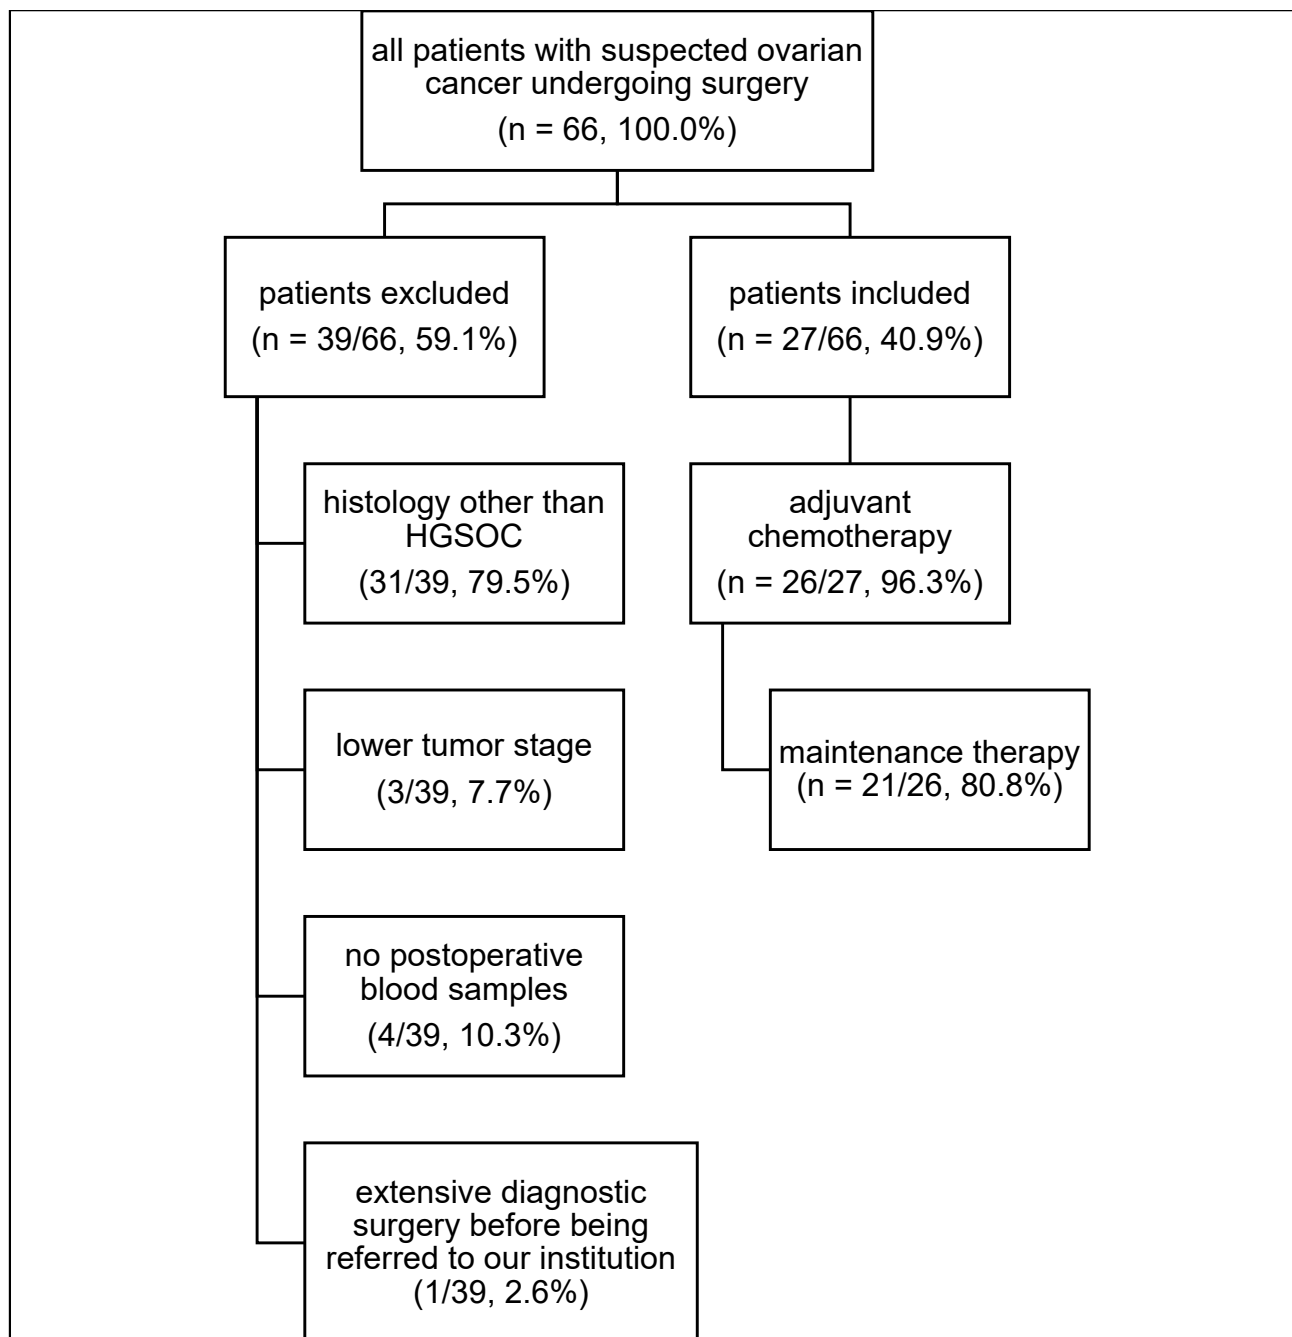 all patients with suspected ovarian
cancer undergoing surgery
(n = 66, 100.0%)
patients excluded
(n = 39/66, 59.1%)
patients included
(n = 27/66, 40.9%)
histology other than
HGSOC
(31/39, 79.5%)
adjuvant
chemotherapy
(n = 26/27, 96.3%)
lower tumor stage
(3/39, 7.7%)
maintenance therapy
(n = 21/26, 80.8%)
no postoperative
blood samples
(4/39, 10.3%)
extensive diagnostic
surgery before being
referred to our institution
(1/39, 2.6%)